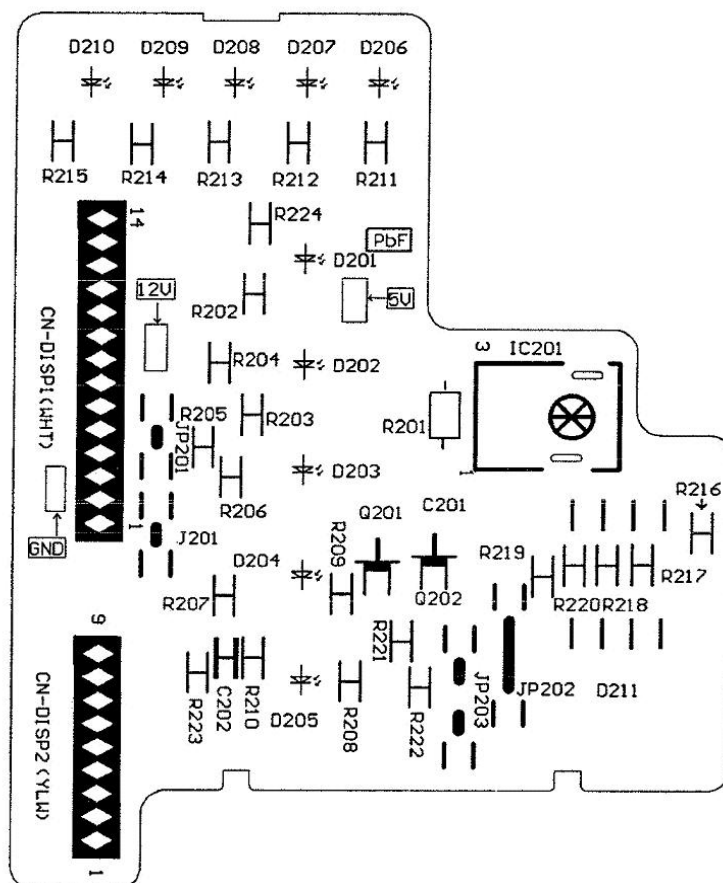 D210 D209 D208 D207 D206
R215 R214 R213 R212 R211
14
R224
PbF
D201
12V
5V
R202
CN-DISP1(WHT)
3 IC201
R204
D202
R205
R203
R201
JP201
D203
1
R206
R216
Q201 C201
1
J201
GND
R209
R219
D204
R217
R207
Q202
R220 R218
9
R221
C202
R210
JP203
JP202
D211
R223
D205
R208
R222
CN-DISP2(YLW)
1